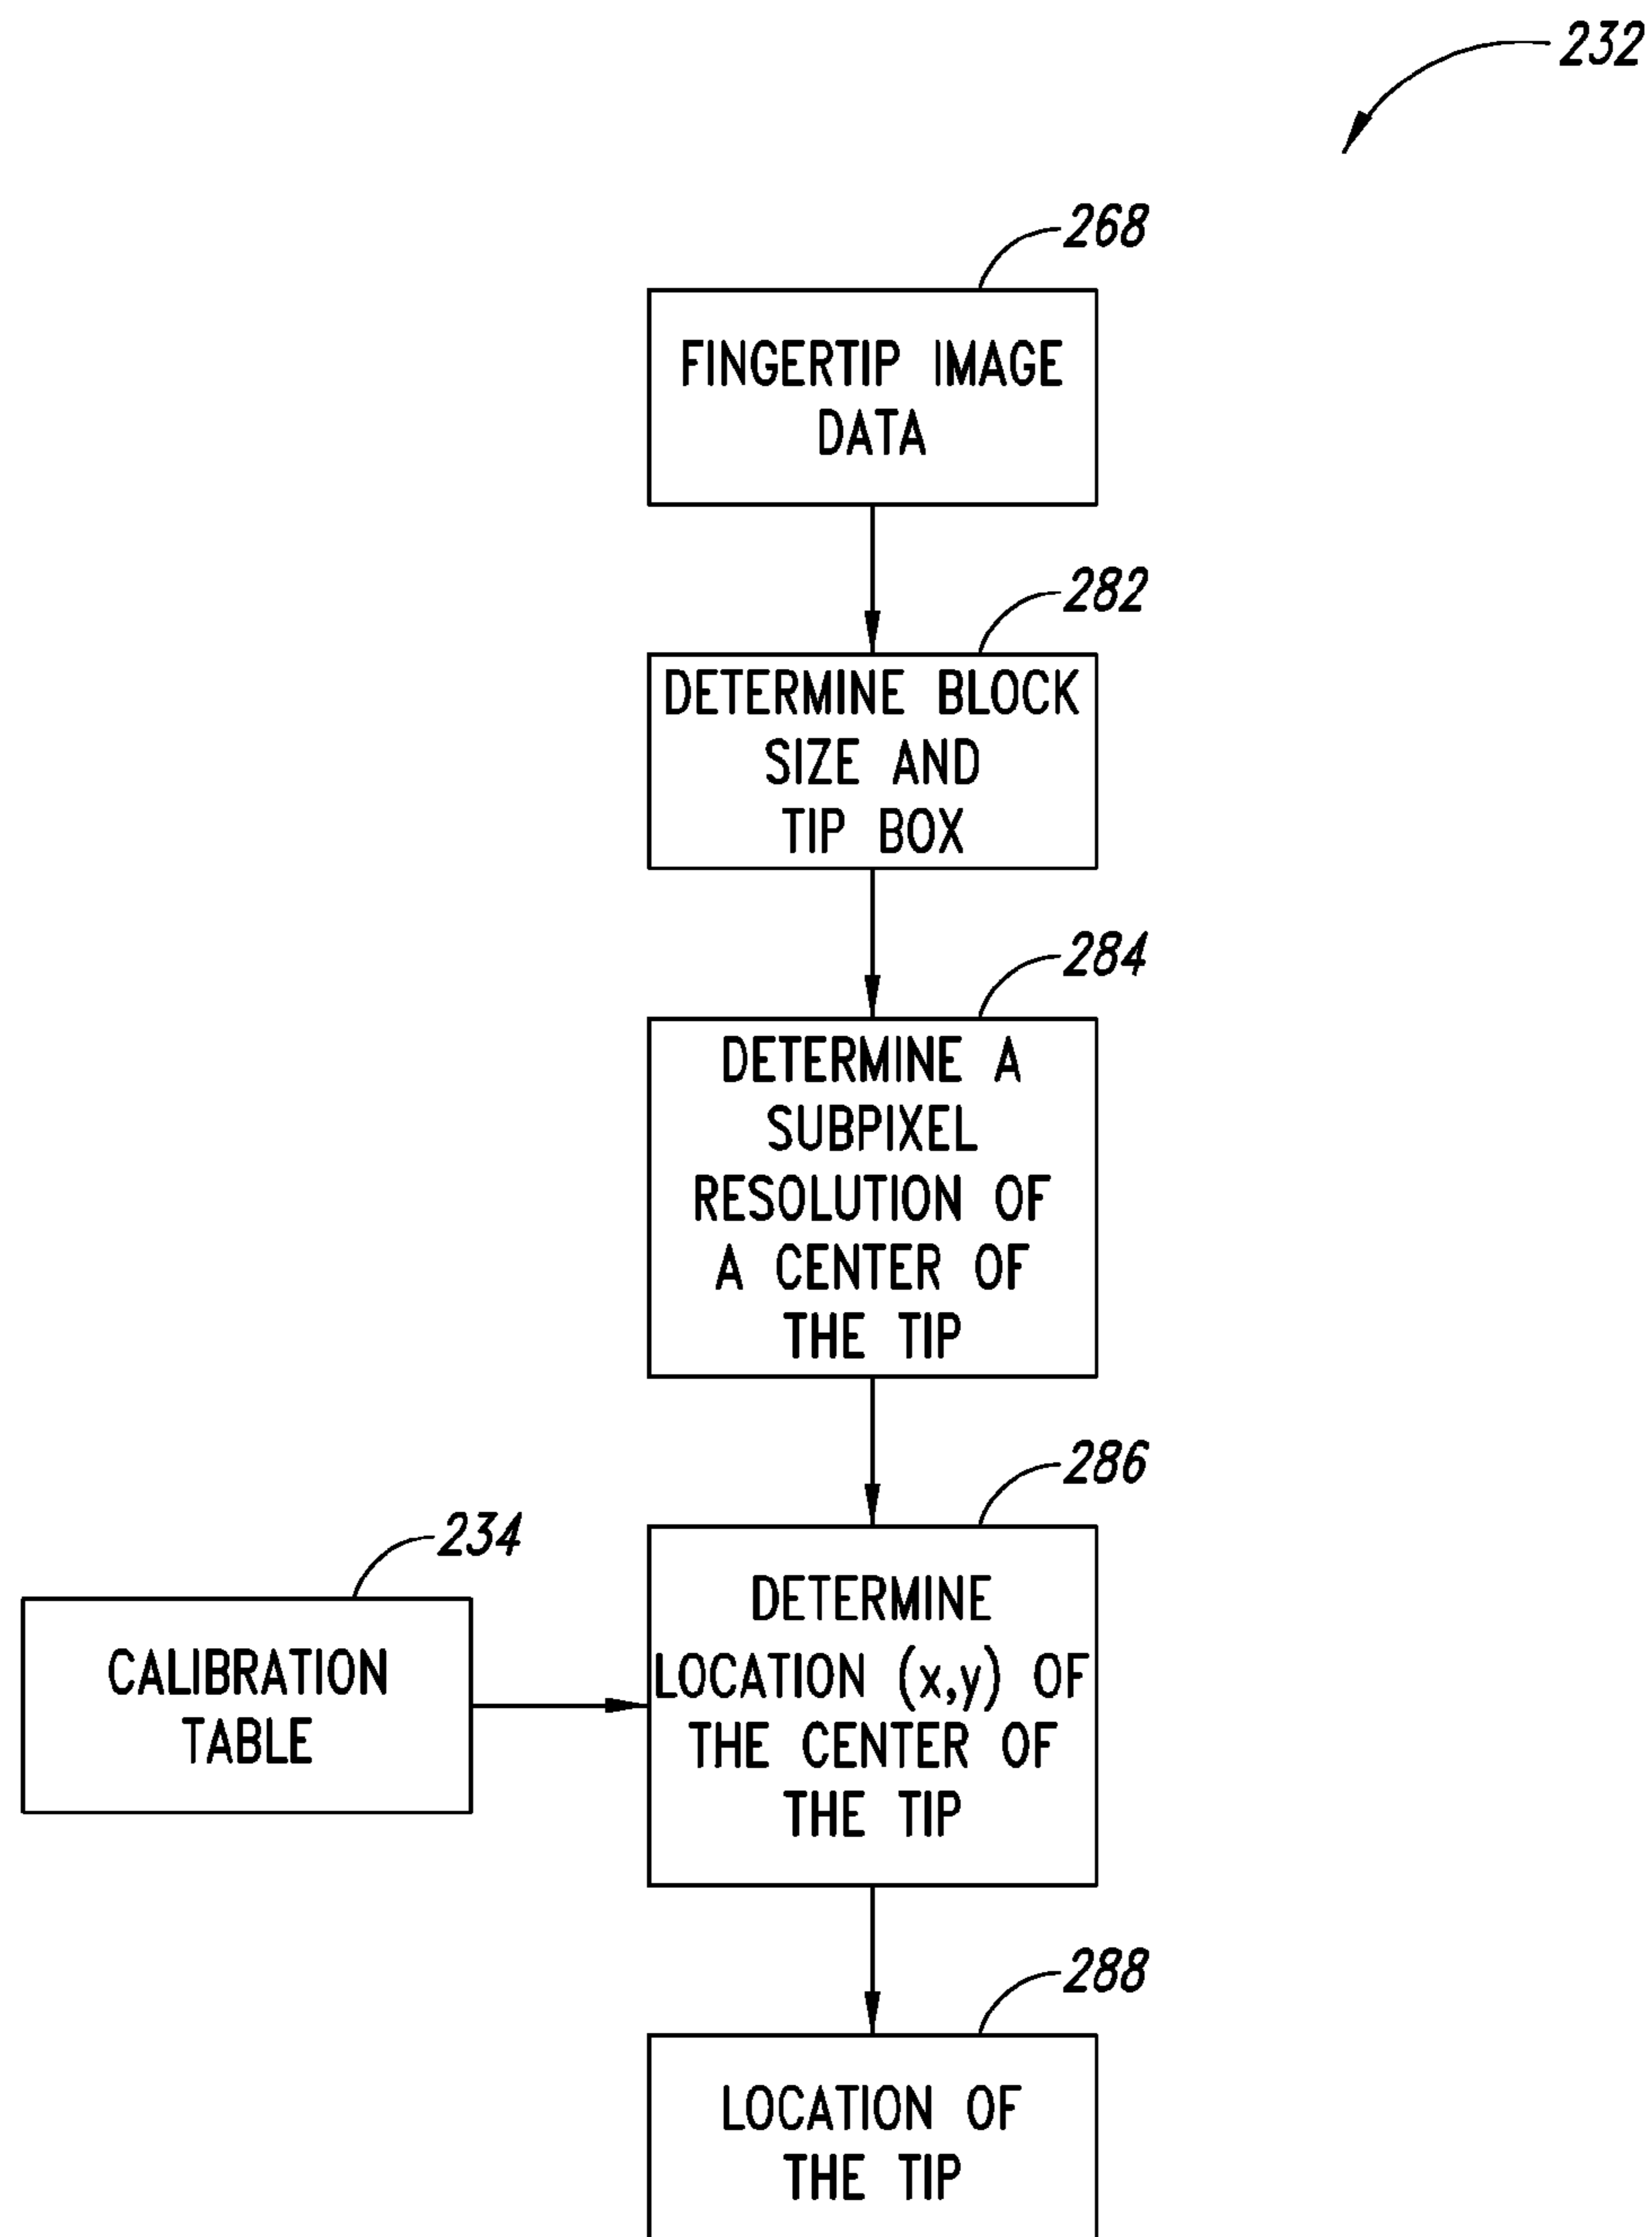 232
268
FINGERTIP IMAGE
DATA
282
DETERMINE BLOCK
SIZE AND
TIP BOX
284
DETERMINE A
SUBPIXEL
RESOLUTION OF
A CENTER OF
THE TIP
286
DETERMINE
LOCATION (x,y) OF
THE CENTER OF
THE TIP
234
CALIBRATION
TABLE
288
LOCATION OF
THE TIP